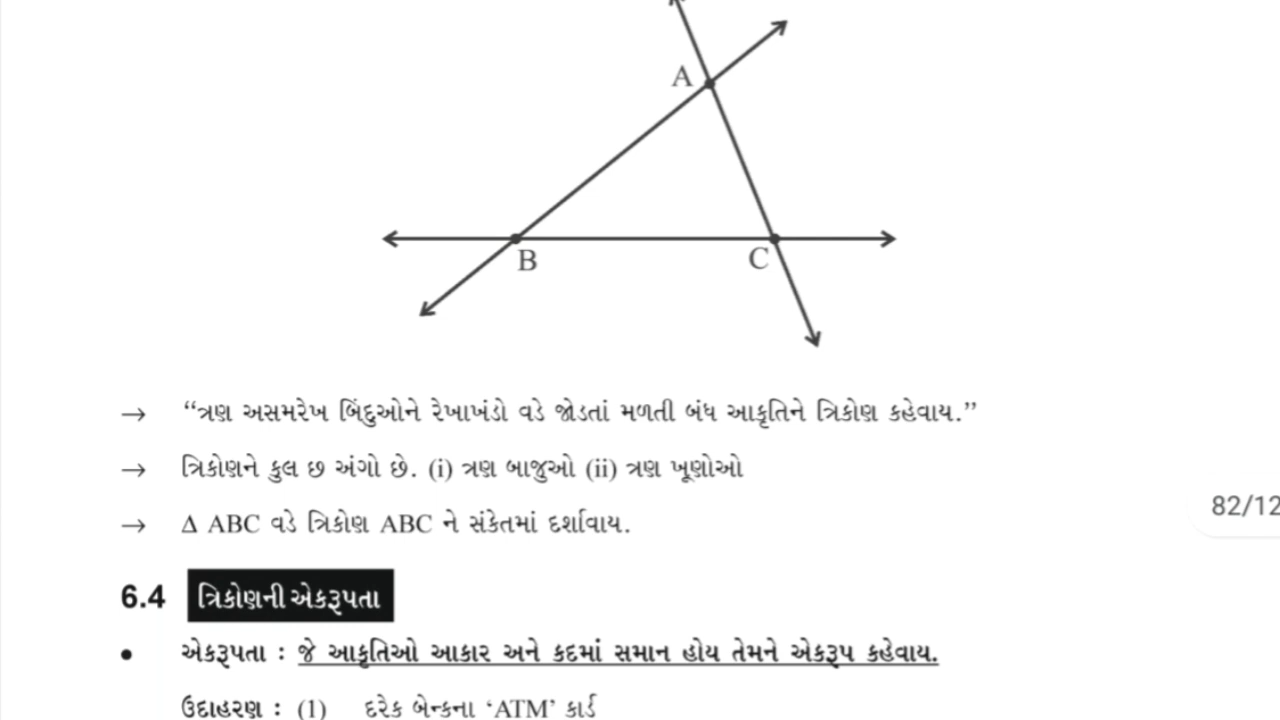 A
B
C
→ “ત્રણ અસમરેખ બિંદુઓને રેખાખંડો વડે જોડતાં મળતી બંધ આકૃતિને ત્રિકોણ કહેવાય.”
→ ત્રિકોણને કુલ છ અંગો છે. (i) ત્રણ બાજુઓ (ii) ત્રણ ખૂણોઓ
→ Δ ABC વડે ત્રિકોણ ABC ને સંકેતમાં દર્શાવાય.
82/12
6.4 ત્રિકોણની એકરૂપતા
• એકરૂપતા : જે આકૃતિઓ આકાર અને કદમાં સમાન હોય તેમને એકરૂપ કહેવાય.
ઉદાહરણ : (1) દરેક બેન્કના ‘ATM’ કાર્ડ